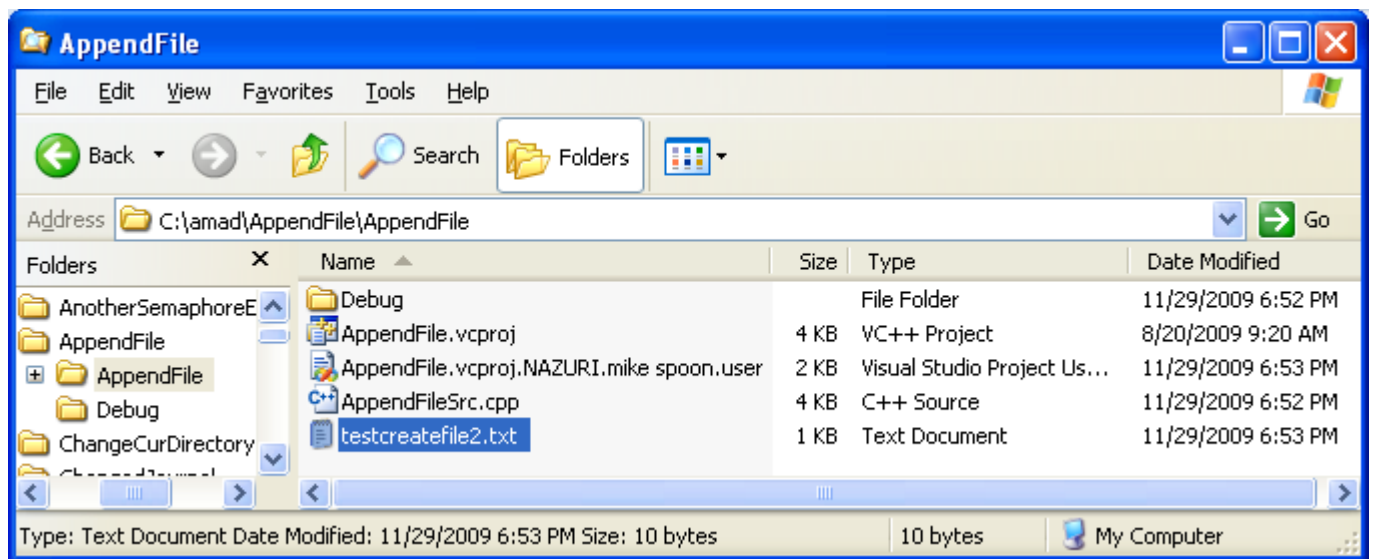 AppendFile
File Edit View Favorites Tools Help
Back Search Folders
Address C:\amad\AppendFile\AppendFile Go
Folders X Name Size Type Date Modified
AnotherSemaphoreE Debug File Folder 11/29/2009 6:52 PM
AppendFile AppendFile.vcproj 4 KB VC++ Project 8/20/2009 9:20 AM
AppendFile AppendFile.vcproj.NAZURI.mike spoon.user 2 KB Visual Studio Project Us... 11/29/2009 6:53 PM
Debug AppendFileSrc.cpp 4 KB C++ Source 11/29/2009 6:52 PM
ChangeCurDirectory testcreatefile2.txt 1 KB Text Document 11/29/2009 6:53 PM
Type: Text Document Date Modified: 11/29/2009 6:53 PM Size: 10 bytes 10 bytes My Computer